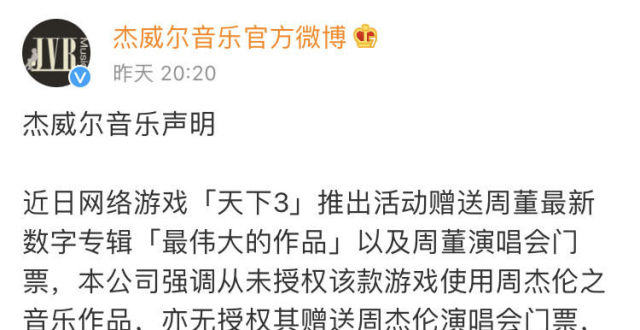 JVR Music
杰威尔音乐官方微博
昨天 20:20
杰威尔音乐声明
近日网络游戏「天下3」推出活动赠送周董最新
数字专辑「最伟大的作品」以及周董演唱会门
票，本公司强调从未授权该款游戏使用周杰伦之
音乐作品，亦无授权其赠送周杰伦演唱会门票，